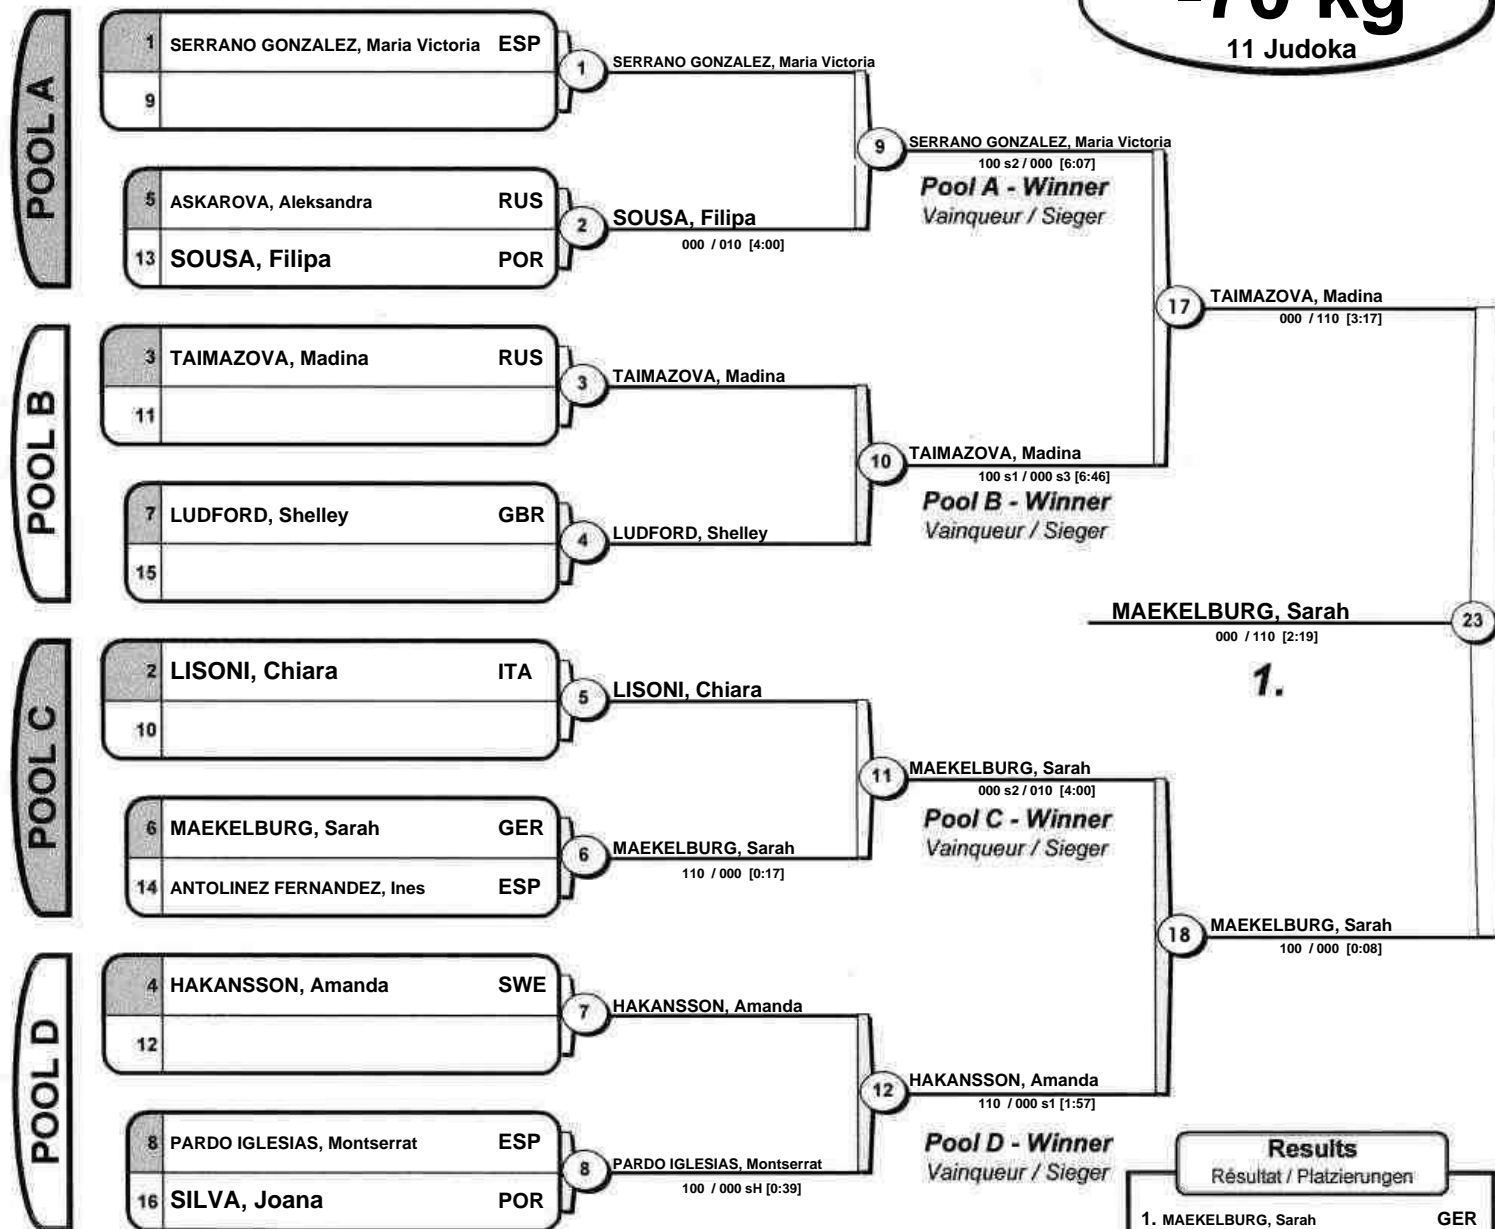 -70 kg
11 Judoka
POOL A
1 SERRANO GONZALEZ, Maria Victoria ESP
9
1
SERRANO GONZALEZ, Maria Victoria
5 ASKAROVA, Aleksandra RUS
13 SOUSA, Filipa POR
2
SOUSA, Filipa
000 / 010 [4:00]
9
SERRANO GONZALEZ, Maria Victoria
100 s2 / 000 [6:07]
Pool A - Winner
Vainqueur / Sieger
POOL B
3 TAIMAZOVA, Madina RUS
11
3
TAIMAZOVA, Madina
7 LUDFORD, Shelley GBR
15
4
LUDFORD, Shelley
10
TAIMAZOVA, Madina
100 s1 / 000 s3 [6:46]
Pool B - Winner
Vainqueur / Sieger
17
TAIMAZOVA, Madina
000 / 110 [3:17]
MAEKELBURG, Sarah
23
000 / 110 [2:19]
1.
POOL C
2 LISONI, Chiara ITA
10
5
LISONI, Chiara
6 MAEKELBURG, Sarah GER
14 ANTOLINEZ FERNANDEZ, Ines ESP
6
MAEKELBURG, Sarah
110 / 000 [0:17]
11
MAEKELBURG, Sarah
000 s2 / 010 [4:00]
Pool C - Winner
Vainqueur / Sieger
18
MAEKELBURG, Sarah
100 / 000 [0:08]
POOL D
4 HAKANSSON, Amanda SWE
12
7
HAKANSSON, Amanda
8 PARDO IGLESIAS, Montserrat ESP
16 SILVA, Joana POR
8
PARDO IGLESIAS, Montserrat
100 / 000 sH [0:39]
12
HAKANSSON, Amanda
110 / 000 s1 [1:57]
Pool D - Winner
Vainqueur / Sieger
Results
Résultat / Platzierungen
1. MAEKELBURG, Sarah GER